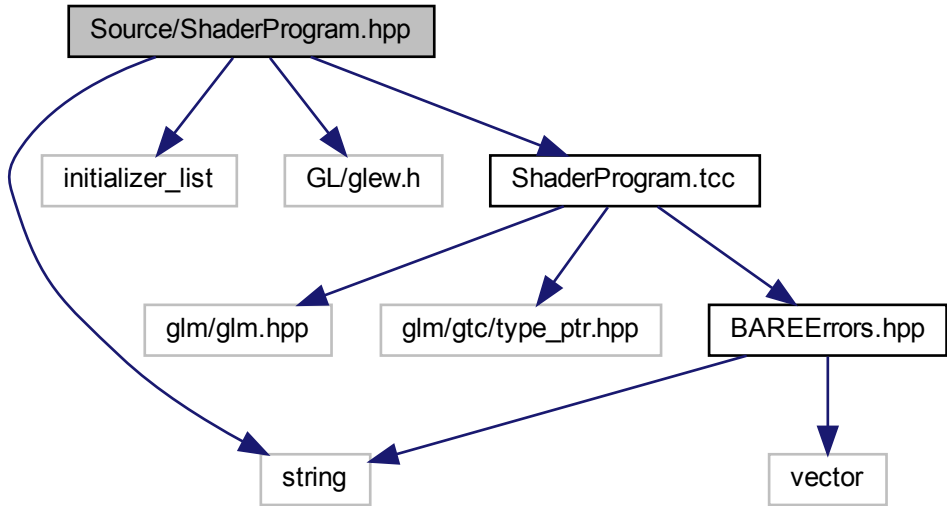 Source/ShaderProgram.hpp
initializer_list
GL/glew.h
ShaderProgram.tcc
glm/glm.hpp
glm/gtc/type_ptr.hpp
BAREErrors.hpp
string
vector